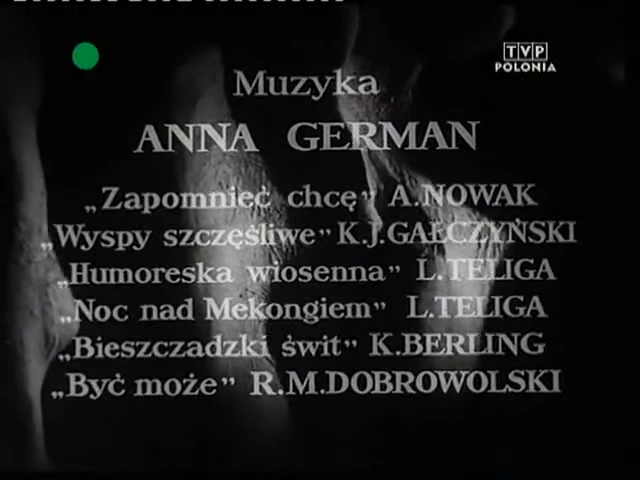 TVP
POLONIA
Muzyka
ANNA GERMAN
„Zapomnieć chcę” A.NOWAK
„Wyspy szczęśliwe” K.J.GAŁCZYŃSKI
„Humoreska wiosenna” L.TELIGA
„Noc nad Mekongiem” L.TELIGA
„Bieszczadzki świt” K.BERLING
„Być może” R.M.DOBROWOLSKI